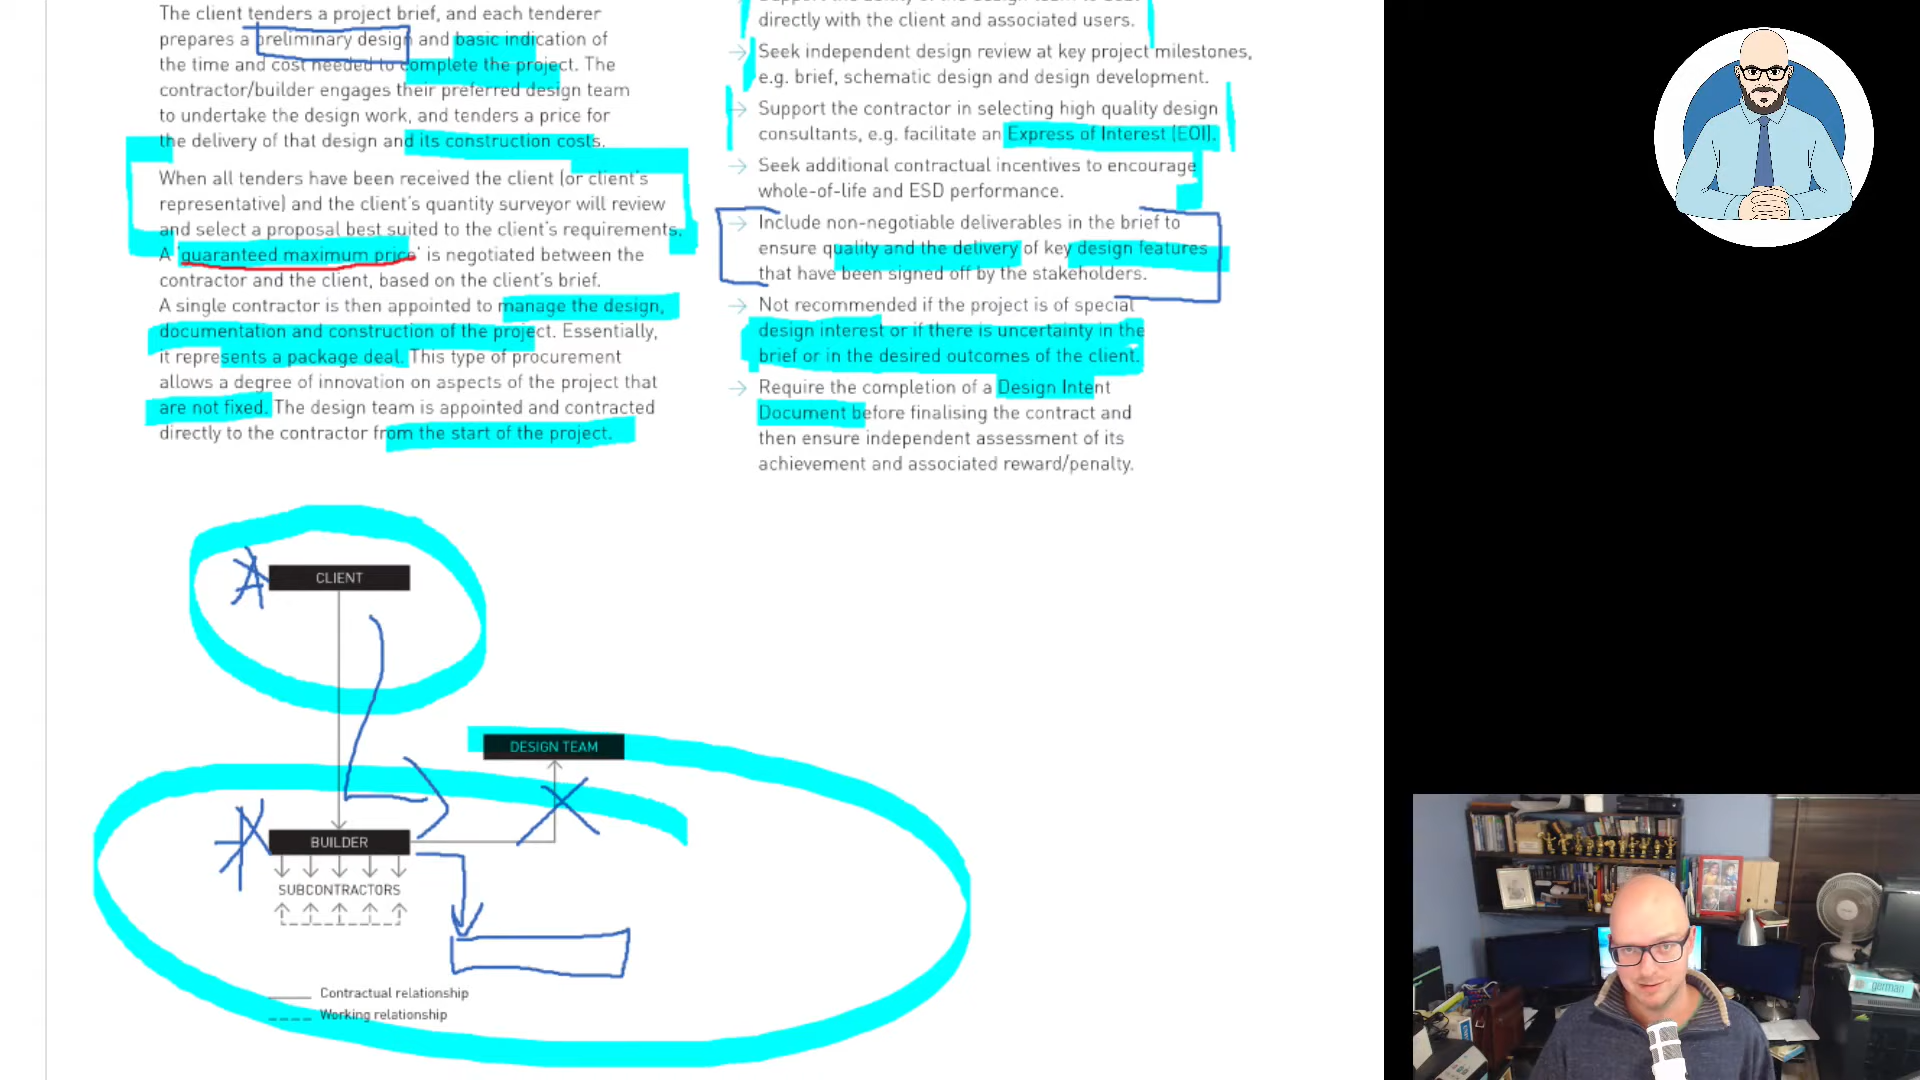 The client tenders a project brief, and each tenderer
prepares a preliminary design and basic indication of
the time and cost needed to complete the project. The
contractor/builder engages their preferred design team
to undertake the design work, and tenders a price for
the delivery of that design and its construction costs.
When all tenders have been received the client (or client's
representative) and the client's quantity surveyor will review
and select a proposal best suited to the client's requirements.
A 'guaranteed maximum price' is negotiated between the
contractor and the client, based on the client's brief.
A single contractor is then appointed to manage the design,
documentation and construction of the project. Essentially,
it represents a package deal. This type of procurement
allows a degree of innovation on aspects of the project that
are not fixed. The design team is appointed and contracted
directly to the contractor from the start of the project.
directly with the client and associated users.
→ Seek independent design review at key project milestones,
e.g. brief, schematic design and design development.
→ Support the contractor in selecting high quality design
consultants, e.g. facilitate an Express of Interest (EOI).
→ Seek additional contractual incentives to encourage
whole-of-life and ESD performance.
→ Include non-negotiable deliverables in the brief to
ensure quality and the delivery of key design features
that have been signed off by the stakeholders.
→ Not recommended if the project is of special
design interest or if there is uncertainty in the
brief or in the desired outcomes of the client.
→ Require the completion of a Design Intent
Document before finalising the contract and
then ensure independent assessment of its
achievement and associated reward/penalty.
CLIENT
DESIGN TEAM
BUILDER
SUBCONTRACTORS
Contractual relationship
Working relationship
german